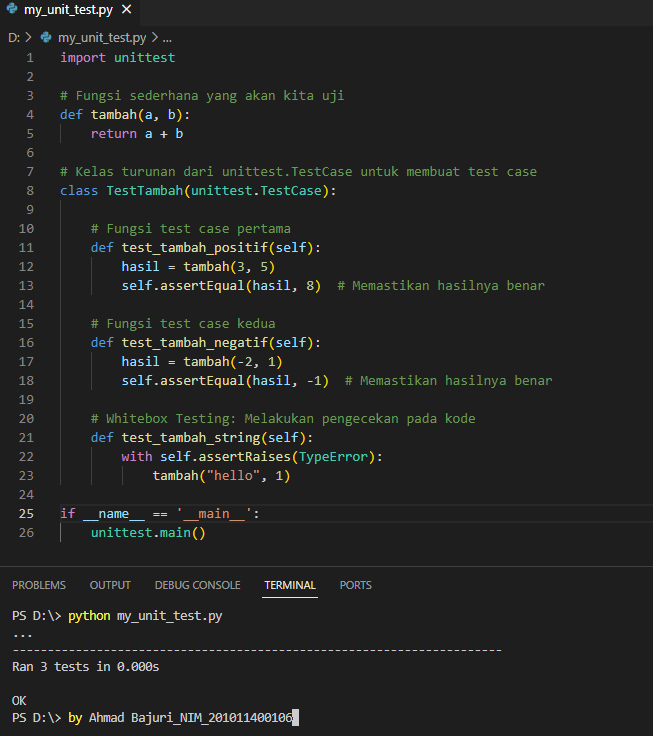 my_unit_test.py ✕
D: > my_unit_test.py > ...
1 import unittest
2
3 # Fungsi sederhana yang akan kita uji
4 def tambah(a, b):
5     return a + b
6
7 # Kelas turunan dari unittest.TestCase untuk membuat test case
8 class TestTambah(unittest.TestCase):
9
10     # Fungsi test case pertama
11     def test_tambah_positif(self):
12         hasil = tambah(3, 5)
13         self.assertEqual(hasil, 8)  # Memastikan hasilnya benar
14
15     # Fungsi test case kedua
16     def test_tambah_negatif(self):
17         hasil = tambah(-2, 1)
18         self.assertEqual(hasil, -1)  # Memastikan hasilnya benar
19
20     # Whitebox Testing: Melakukan pengecekan pada kode
21     def test_tambah_string(self):
22         with self.assertRaises(TypeError):
23             tambah("hello", 1)
24
25 if __name__ == '__main__':
26     unittest.main()
PROBLEMS OUTPUT DEBUG CONSOLE TERMINAL PORTS
PS D:\> python my_unit_test.py
...
----------------------------------------------------------------------
Ran 3 tests in 0.000s

OK
PS D:\> by Ahmad Bajuri_NIM_201011400106